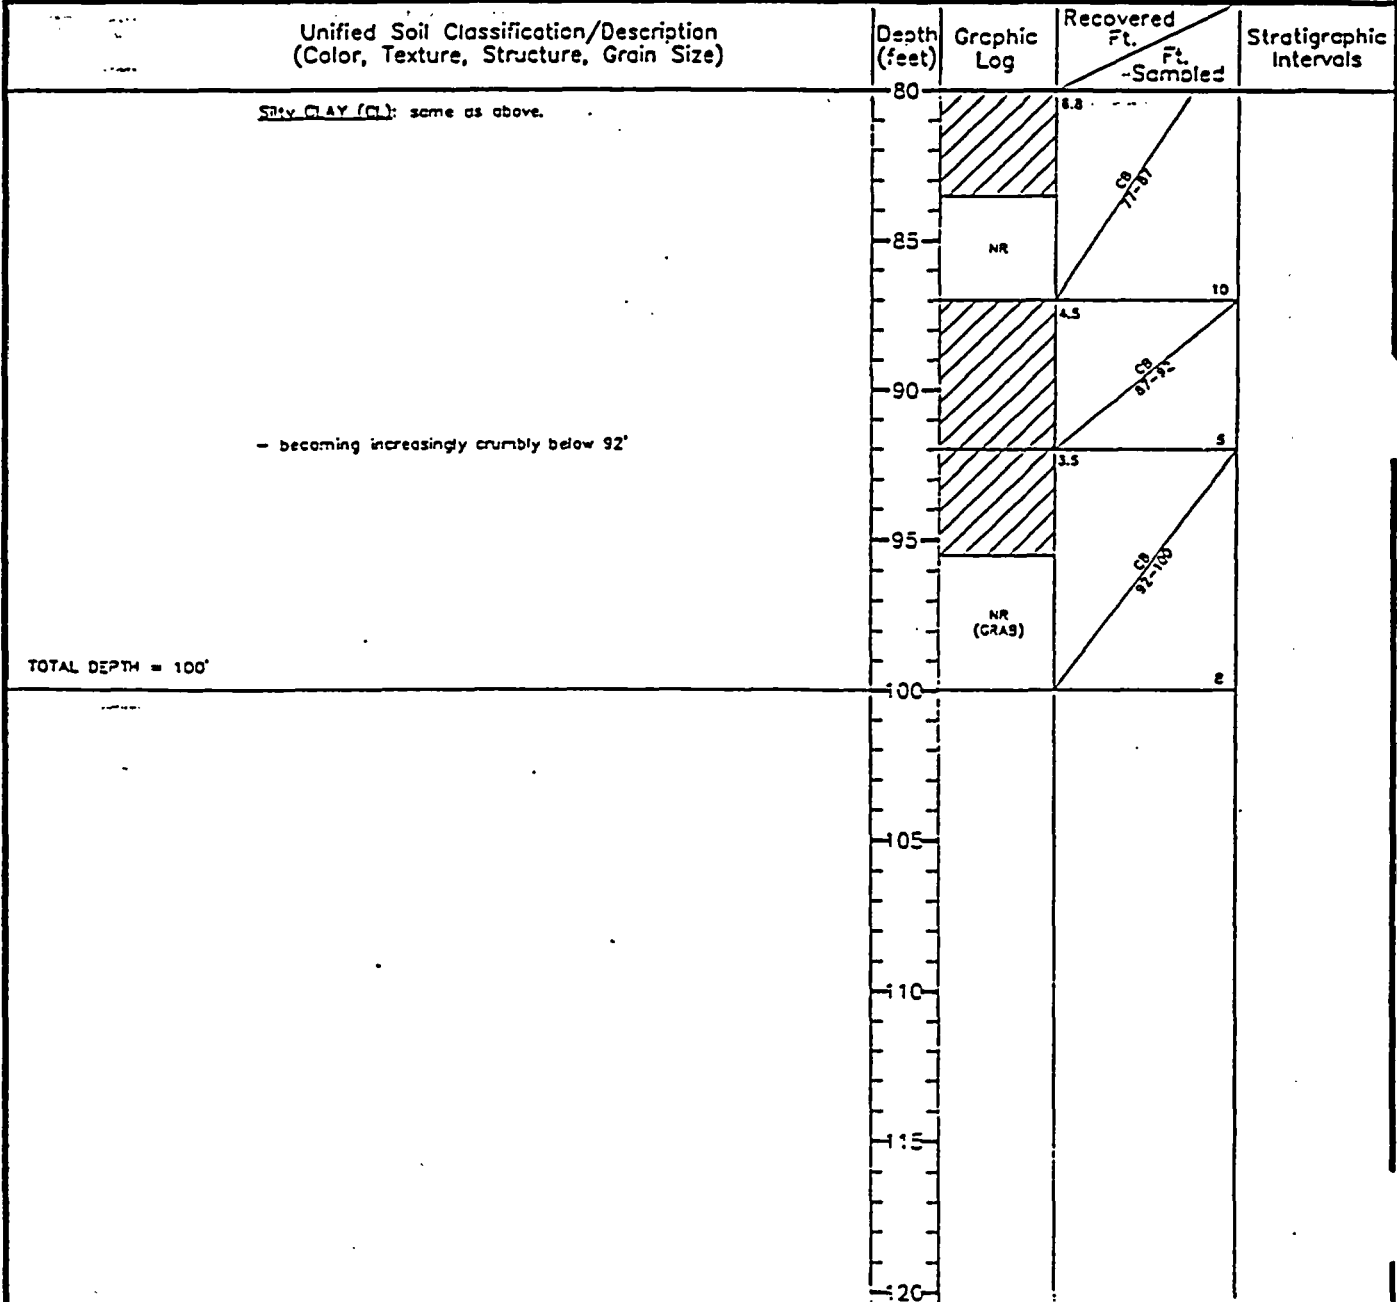 Unified Soil Classification/Description
(Color, Texture, Structure, Grain Size)
Depth
(feet)
Graphic
Log
Recovered
Ft.
Ft.
Sampled
Stratigraphic
Intervals
80
Silty CLAY (CL): same as above.
CB
77-87
85
NR
10
4.5
CB
87-92
90
5
- becoming increasingly crumbly below 92'
3.5
95
CB
92-100
NR
(GRAB)
TOTAL DEPTH = 100'
100
105
110
115
120